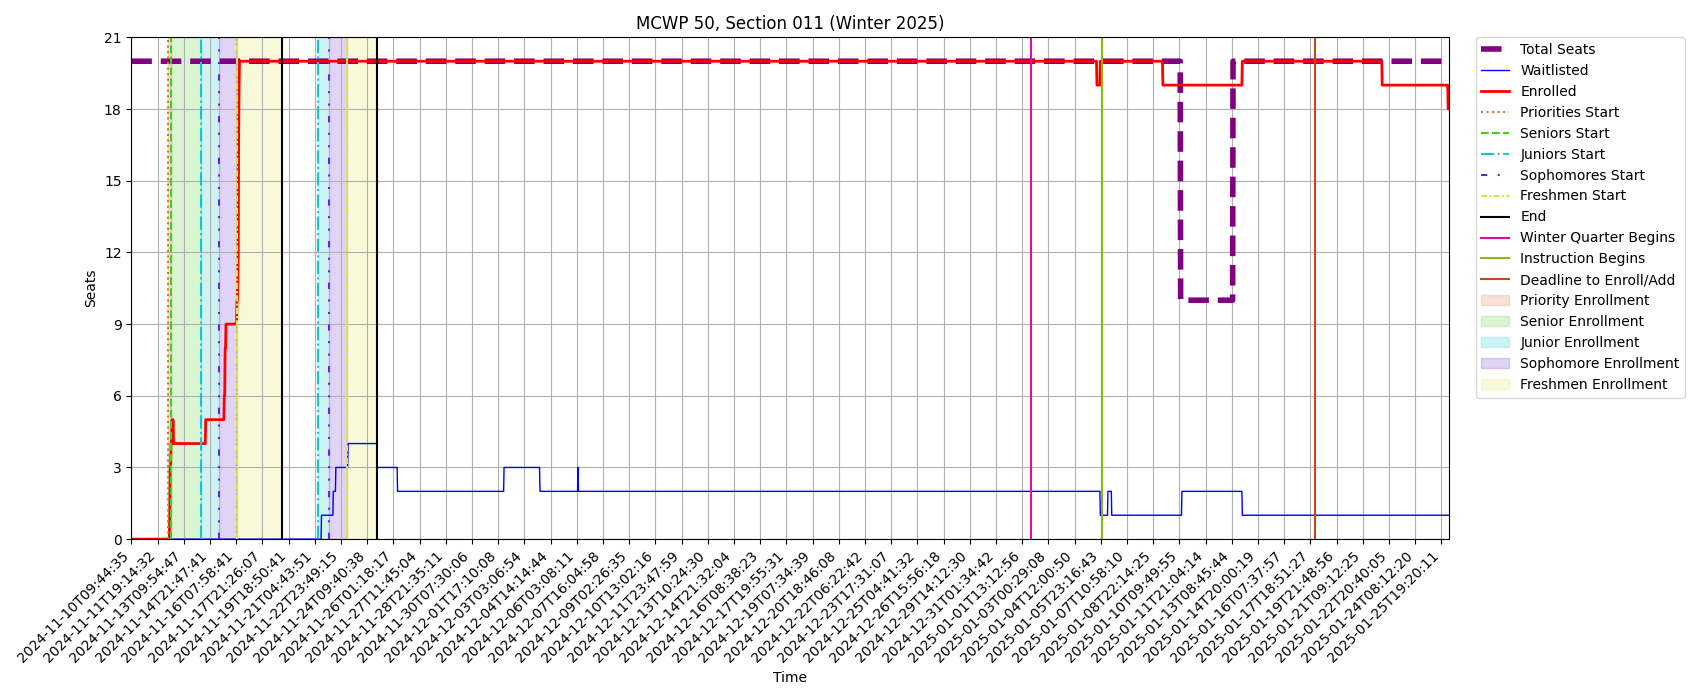 MCWP 50, Section 011 (Winter 2025)
21
18
15
12
9
6
3
0
Seats
2024-11-10T09:44:35
2024-11-11T19:14:32
2024-11-13T09:54:47
2024-11-14T21:47:41
2024-11-16T07:58:41
2024-11-17T21:26:07
2024-11-19T18:50:41
2024-11-21T04:43:51
2024-11-22T23:49:15
2024-11-24T09:40:38
2024-11-26T01:18:17
2024-11-27T11:45:04
2024-11-28T21:35:11
2024-11-30T07:30:06
2024-12-01T17:10:08
2024-12-03T03:06:54
2024-12-04T14:14:44
2024-12-06T03:08:11
2024-12-07T16:04:58
2024-12-09T02:26:35
2024-12-10T13:02:16
2024-12-11T23:47:59
2024-12-13T10:24:30
2024-12-14T21:32:04
2024-12-16T08:38:23
2024-12-17T19:55:31
2024-12-19T07:34:39
2024-12-20T18:46:08
2024-12-22T06:22:42
2024-12-23T17:31:07
2024-12-25T04:41:32
2024-12-26T15:56:18
2024-12-29T14:12:30
2024-12-31T01:34:42
2025-01-01T13:12:56
2025-01-03T00:29:08
2025-01-04T12:00:50
2025-01-05T23:16:43
2025-01-07T10:58:10
2025-01-08T22:14:25
2025-01-10T09:49:55
2025-01-11T21:04:14
2025-01-13T08:45:44
2025-01-14T20:00:19
2025-01-16T07:37:57
2025-01-17T18:51:27
2025-01-19T21:48:56
2025-01-21T09:12:25
2025-01-22T20:40:05
2025-01-24T08:12:20
2025-01-25T19:20:11
Time
Total Seats
Waitlisted
Enrolled
Priorities Start
Seniors Start
Juniors Start
Sophomores Start
Freshmen Start
End
Winter Quarter Begins
Instruction Begins
Deadline to Enroll/Add
Priority Enrollment
Senior Enrollment
Junior Enrollment
Sophomore Enrollment
Freshmen Enrollment